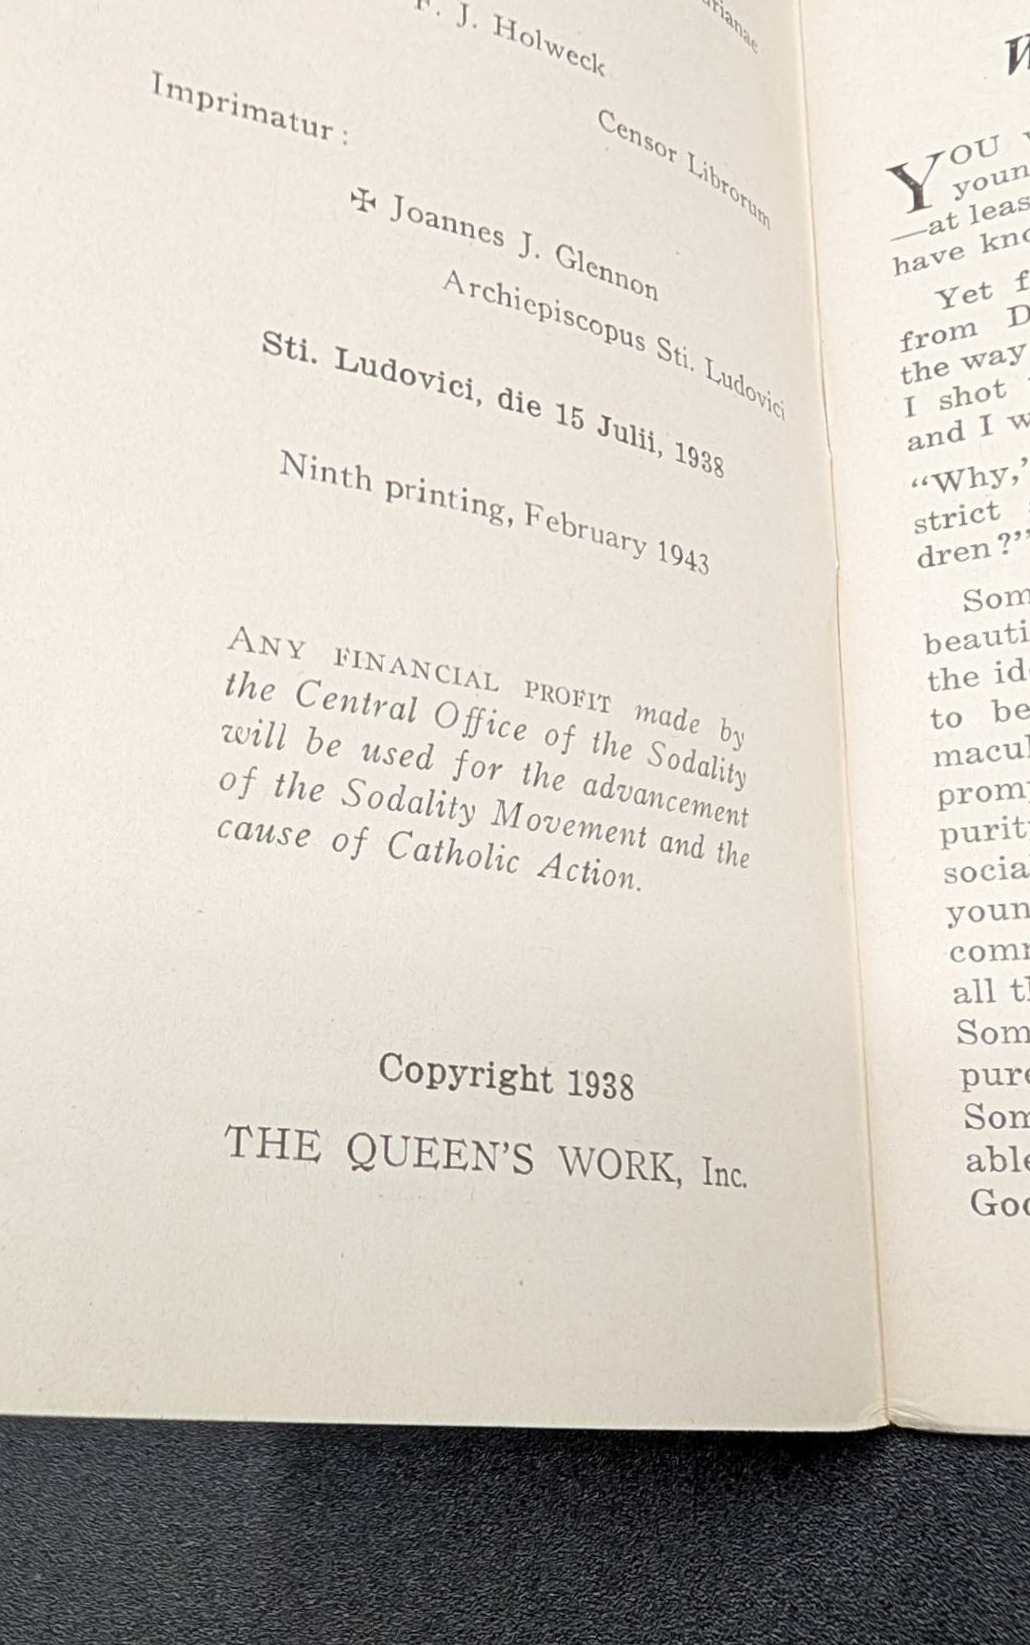 F. J. Holweck
Censor Librorum
Imprimatur:
✠ Joannes J. Glennon
Archiepiscopus Sti. Ludovici
Sti. Ludovici, die 15 Julii, 1938
Ninth printing, February 1943
ANY FINANCIAL PROFIT made by
the Central Office of the Sodality
will be used for the advancement
of the Sodality Movement and the
cause of Catholic Action.
Copyright 1938
THE QUEEN'S WORK, Inc.
YOU
youn
—at leas
have kno
Yet f
from D
the way
I shot
and I w
“Why,’
strict
dren?”
Som
beauti
the id
to be
macul
prom
purit
socia
youn
com
all t
Som
pure
Som
able
God